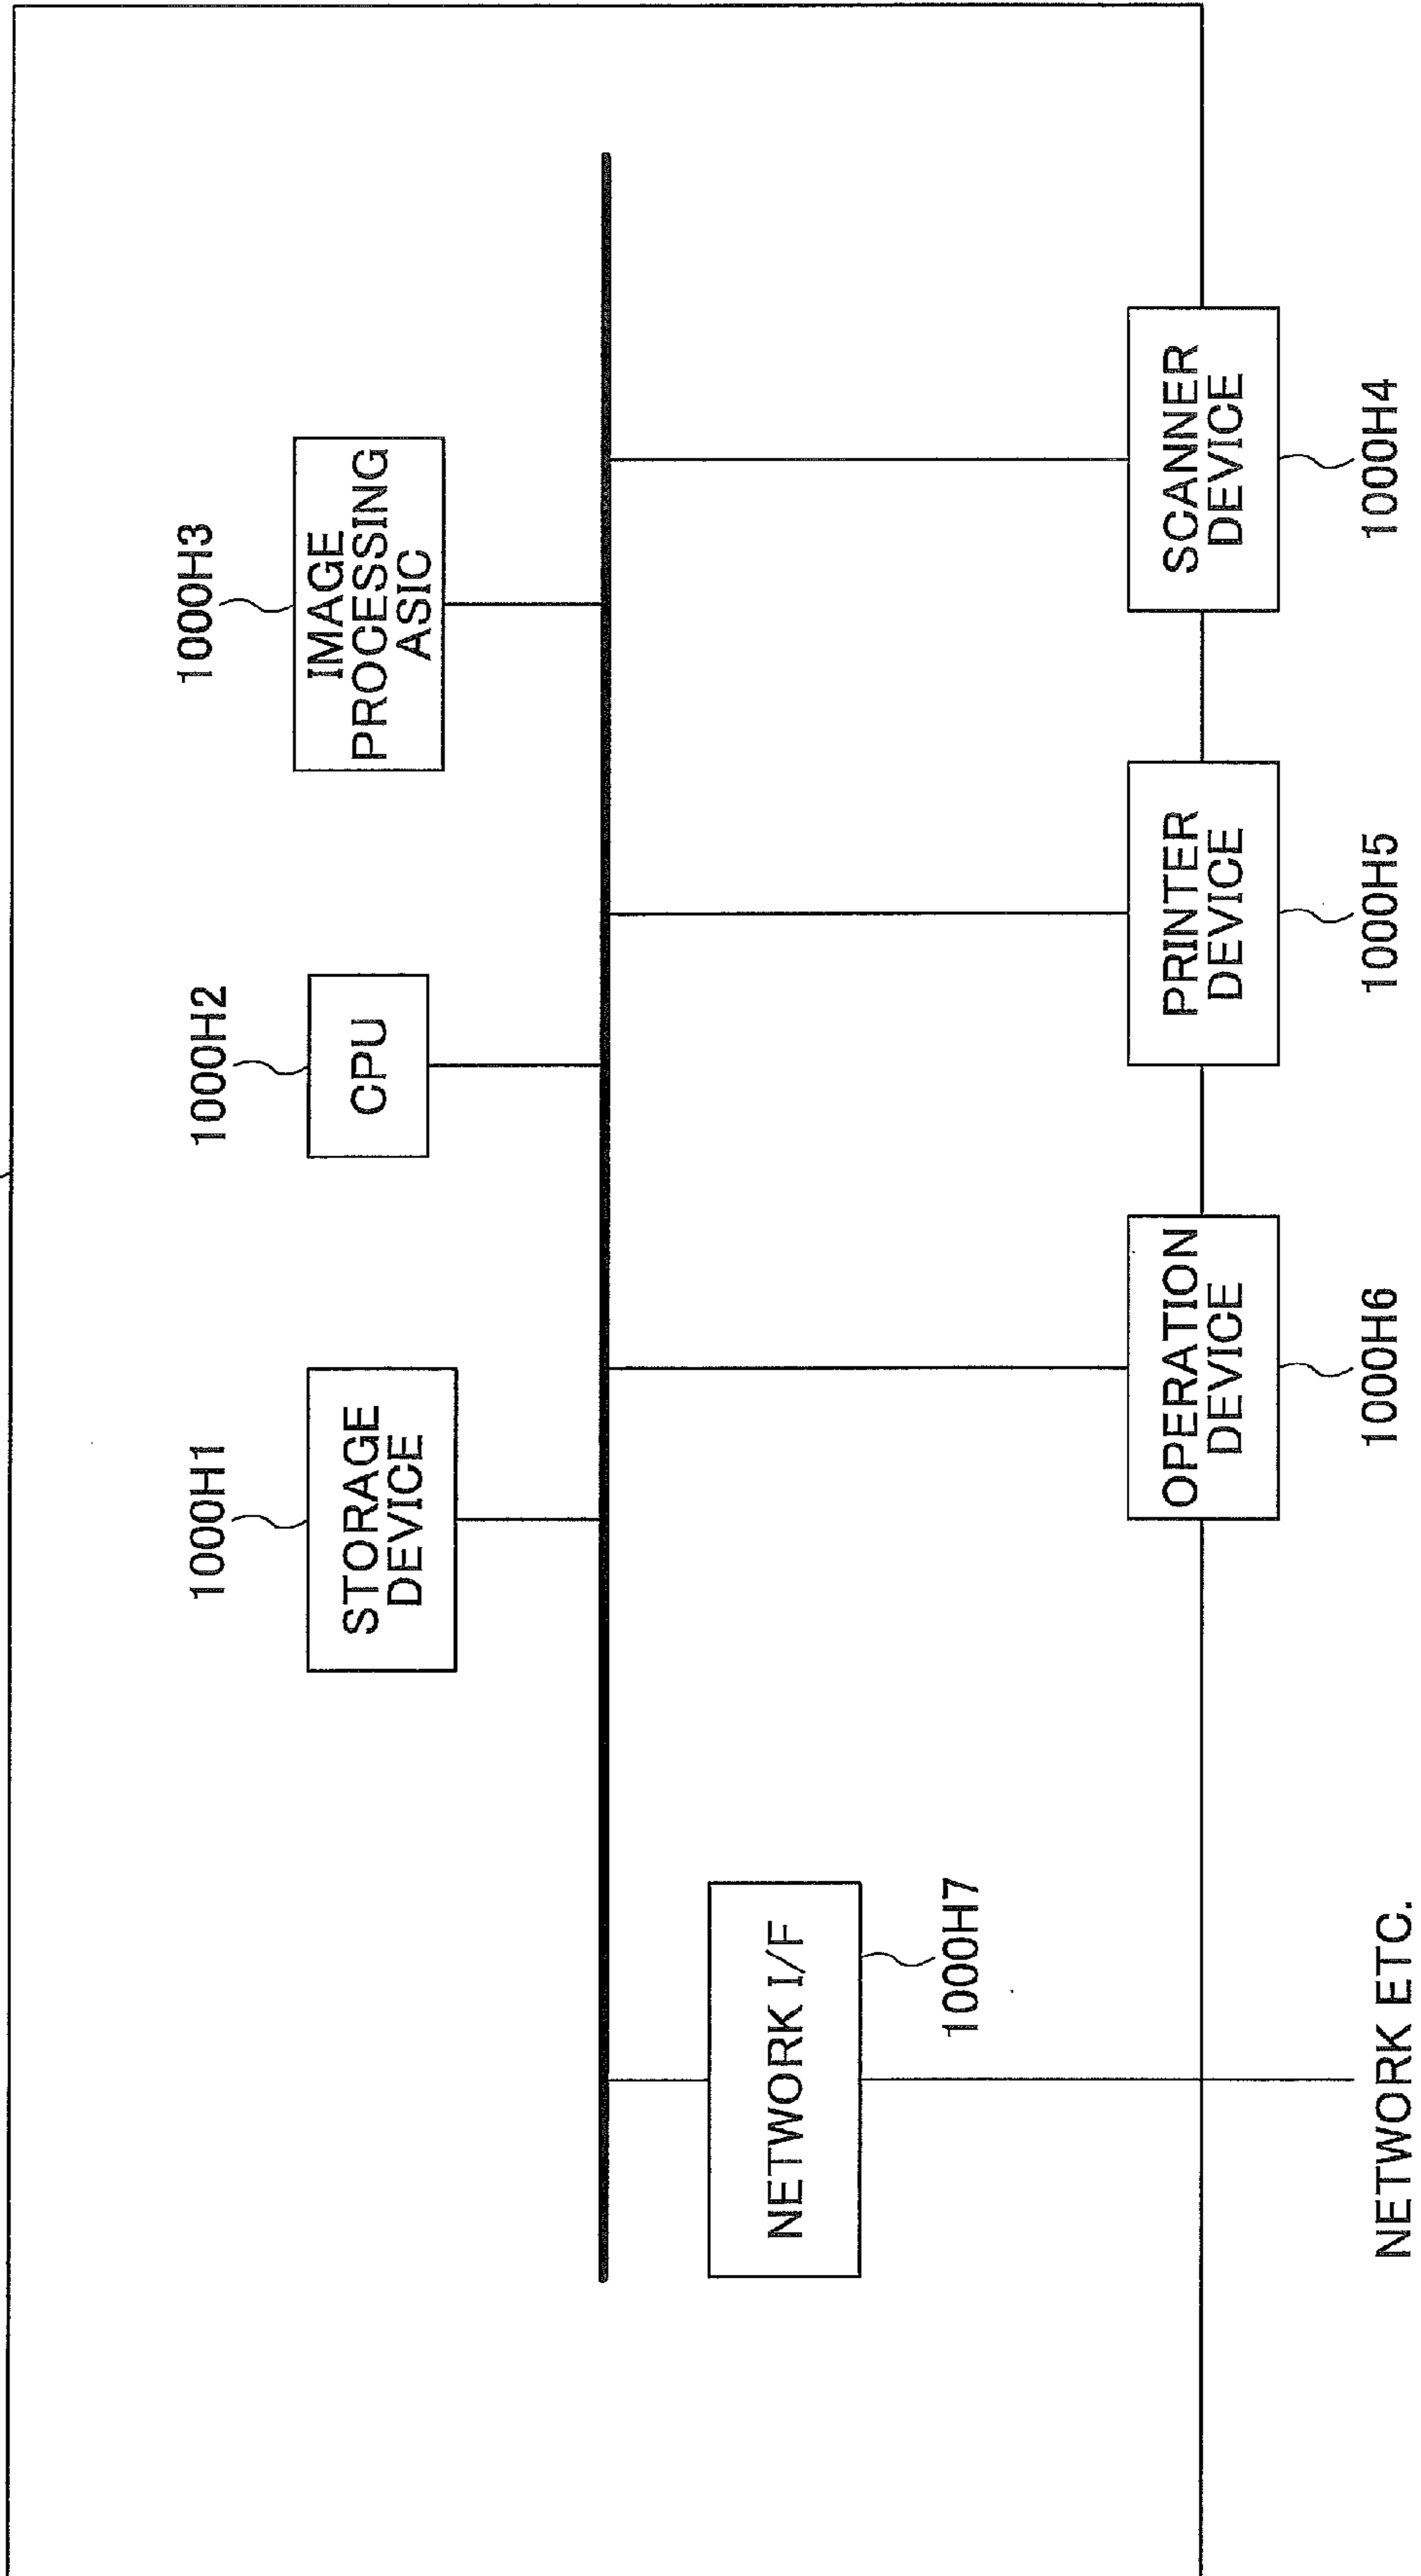 1000H1
STORAGE
DEVICE
1000H2
CPU
1000H3
IMAGE
PROCESSING
ASIC
NETWORK I/F
1000H7
OPERATION
DEVICE
1000H6
PRINTER
DEVICE
1000H5
SCANNER
DEVICE
1000H4
NETWORK ETC.